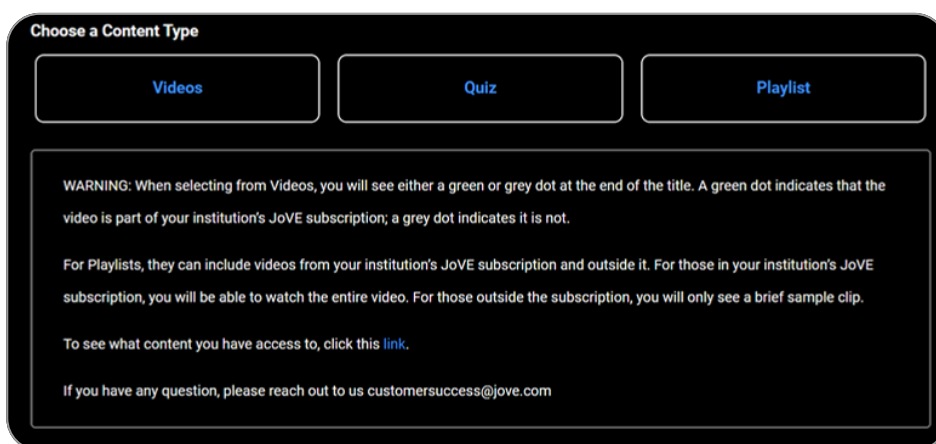 Choose a Content Type
Videos
Quiz
Playlist
WARNING: When selecting from Videos, you will see either a green or grey dot at the end of the title. A green dot indicates that the
video is part of your institution's JoVE subscription; a grey dot indicates it is not.
For Playlists, they can include videos from your institution's JoVE subscription and outside it. For those in your institution's JoVE
subscription, you will be able to watch the entire video. For those outside the subscription, you will only see a brief sample clip.
To see what content you have access to, click this link.
If you have any question, please reach out to us customersuccess@jove.com